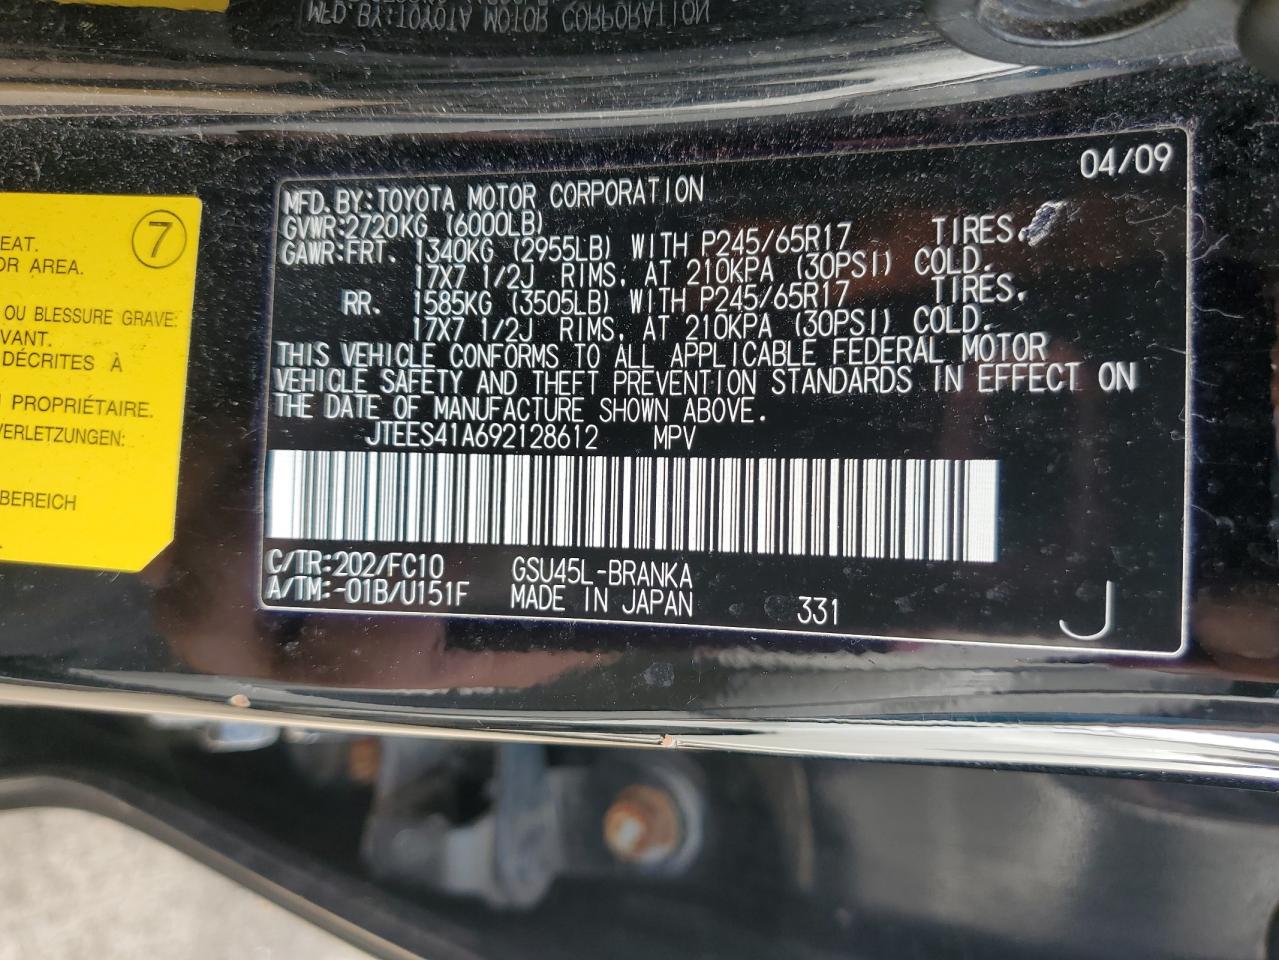 MFD. BY: TOYOTA MOTOR CORPORATION
7
EAT.
OR AREA.
OU BLESSURE GRAVE:
VANT.
DÉCRITES À
N PROPRIÉTAIRE.
VERLETZUNGEN:
BEREICH
04/09
MFD. BY: TOYOTA MOTOR CORPORATION
GVWR: 2720KG (6000LB)
GAWR: FRT. 1340KG (2955LB) WITH P245/65R17 TIRES,
17X7 1/2J RIMS, AT 210KPA (30PSI) COLD.
RR. 1585KG (3505LB) WITH P245/65R17 TIRES,
17X7 1/2J RIMS, AT 210KPA (30PSI) COLD.
THIS VEHICLE CONFORMS TO ALL APPLICABLE FEDERAL MOTOR
VEHICLE SAFETY AND THEFT PREVENTION STANDARDS IN EFFECT ON
THE DATE OF MANUFACTURE SHOWN ABOVE.
JTEES41A692128612 MPV
C/TR: 202/FC10 GSU45L-BRANKA
A/TM: -01B/U151F MADE IN JAPAN 331 J